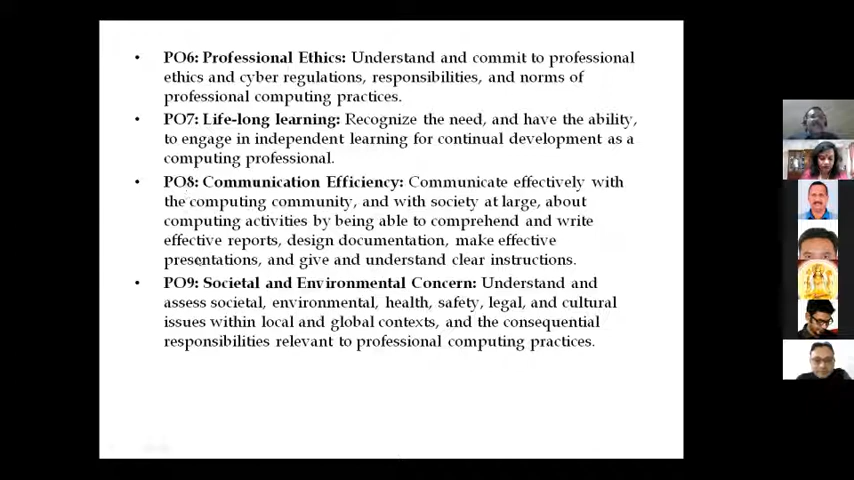 • PO6: Professional Ethics: Understand and commit to professional
ethics and cyber regulations, responsibilities, and norms of
professional computing practices.
• PO7: Life-long learning: Recognize the need, and have the ability,
to engage in independent learning for continual development as a
computing professional.
• PO8: Communication Efficiency: Communicate effectively with
the computing community, and with society at large, about
computing activities by being able to comprehend and write
effective reports, design documentation, make effective
presentations, and give and understand clear instructions.
• PO9: Societal and Environmental Concern: Understand and
assess societal, environmental, health, safety, legal, and cultural
issues within local and global contexts, and the consequential
responsibilities relevant to professional computing practices.